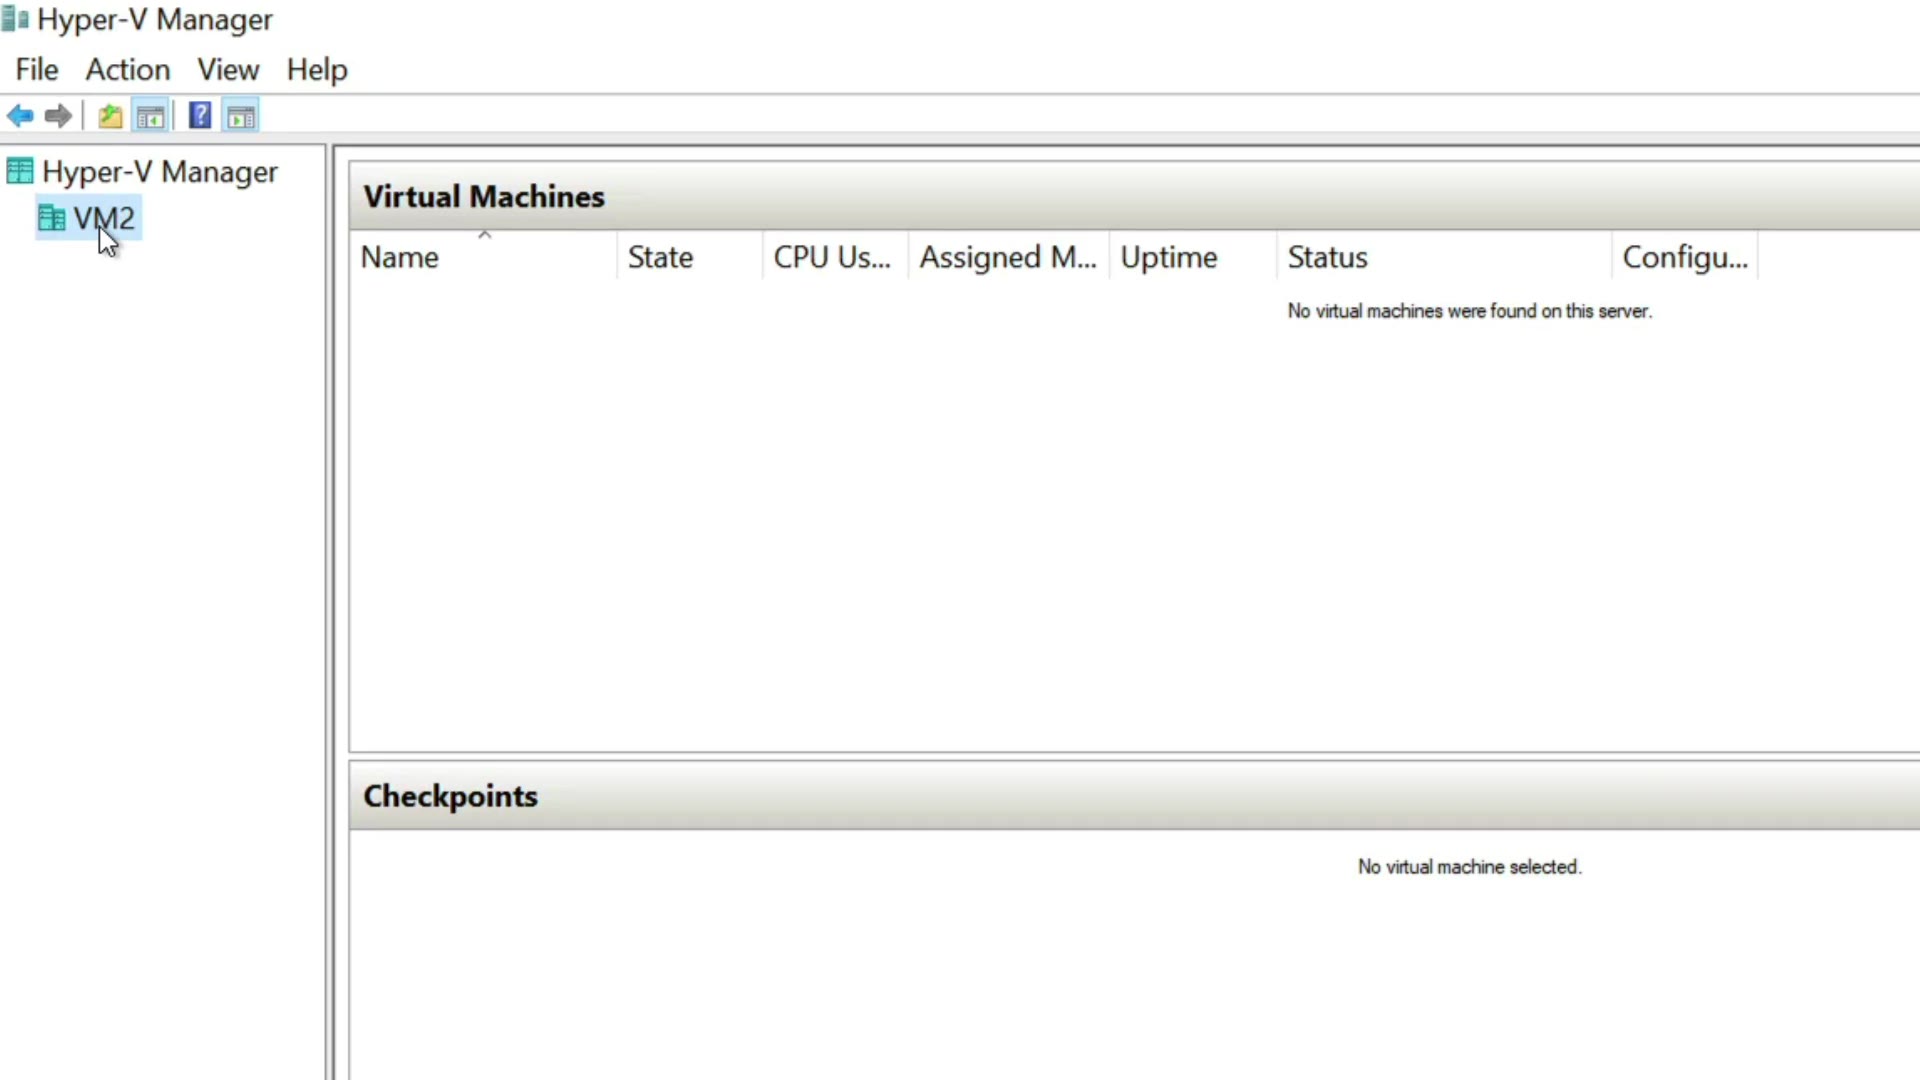 Hyper-V Manager
File Action View Help
Hyper-V Manager
VM2
Virtual Machines
Name State CPU Us... Assigned M... Uptime Status Configu...
No virtual machines were found on this server.
Checkpoints
No virtual machine selected.